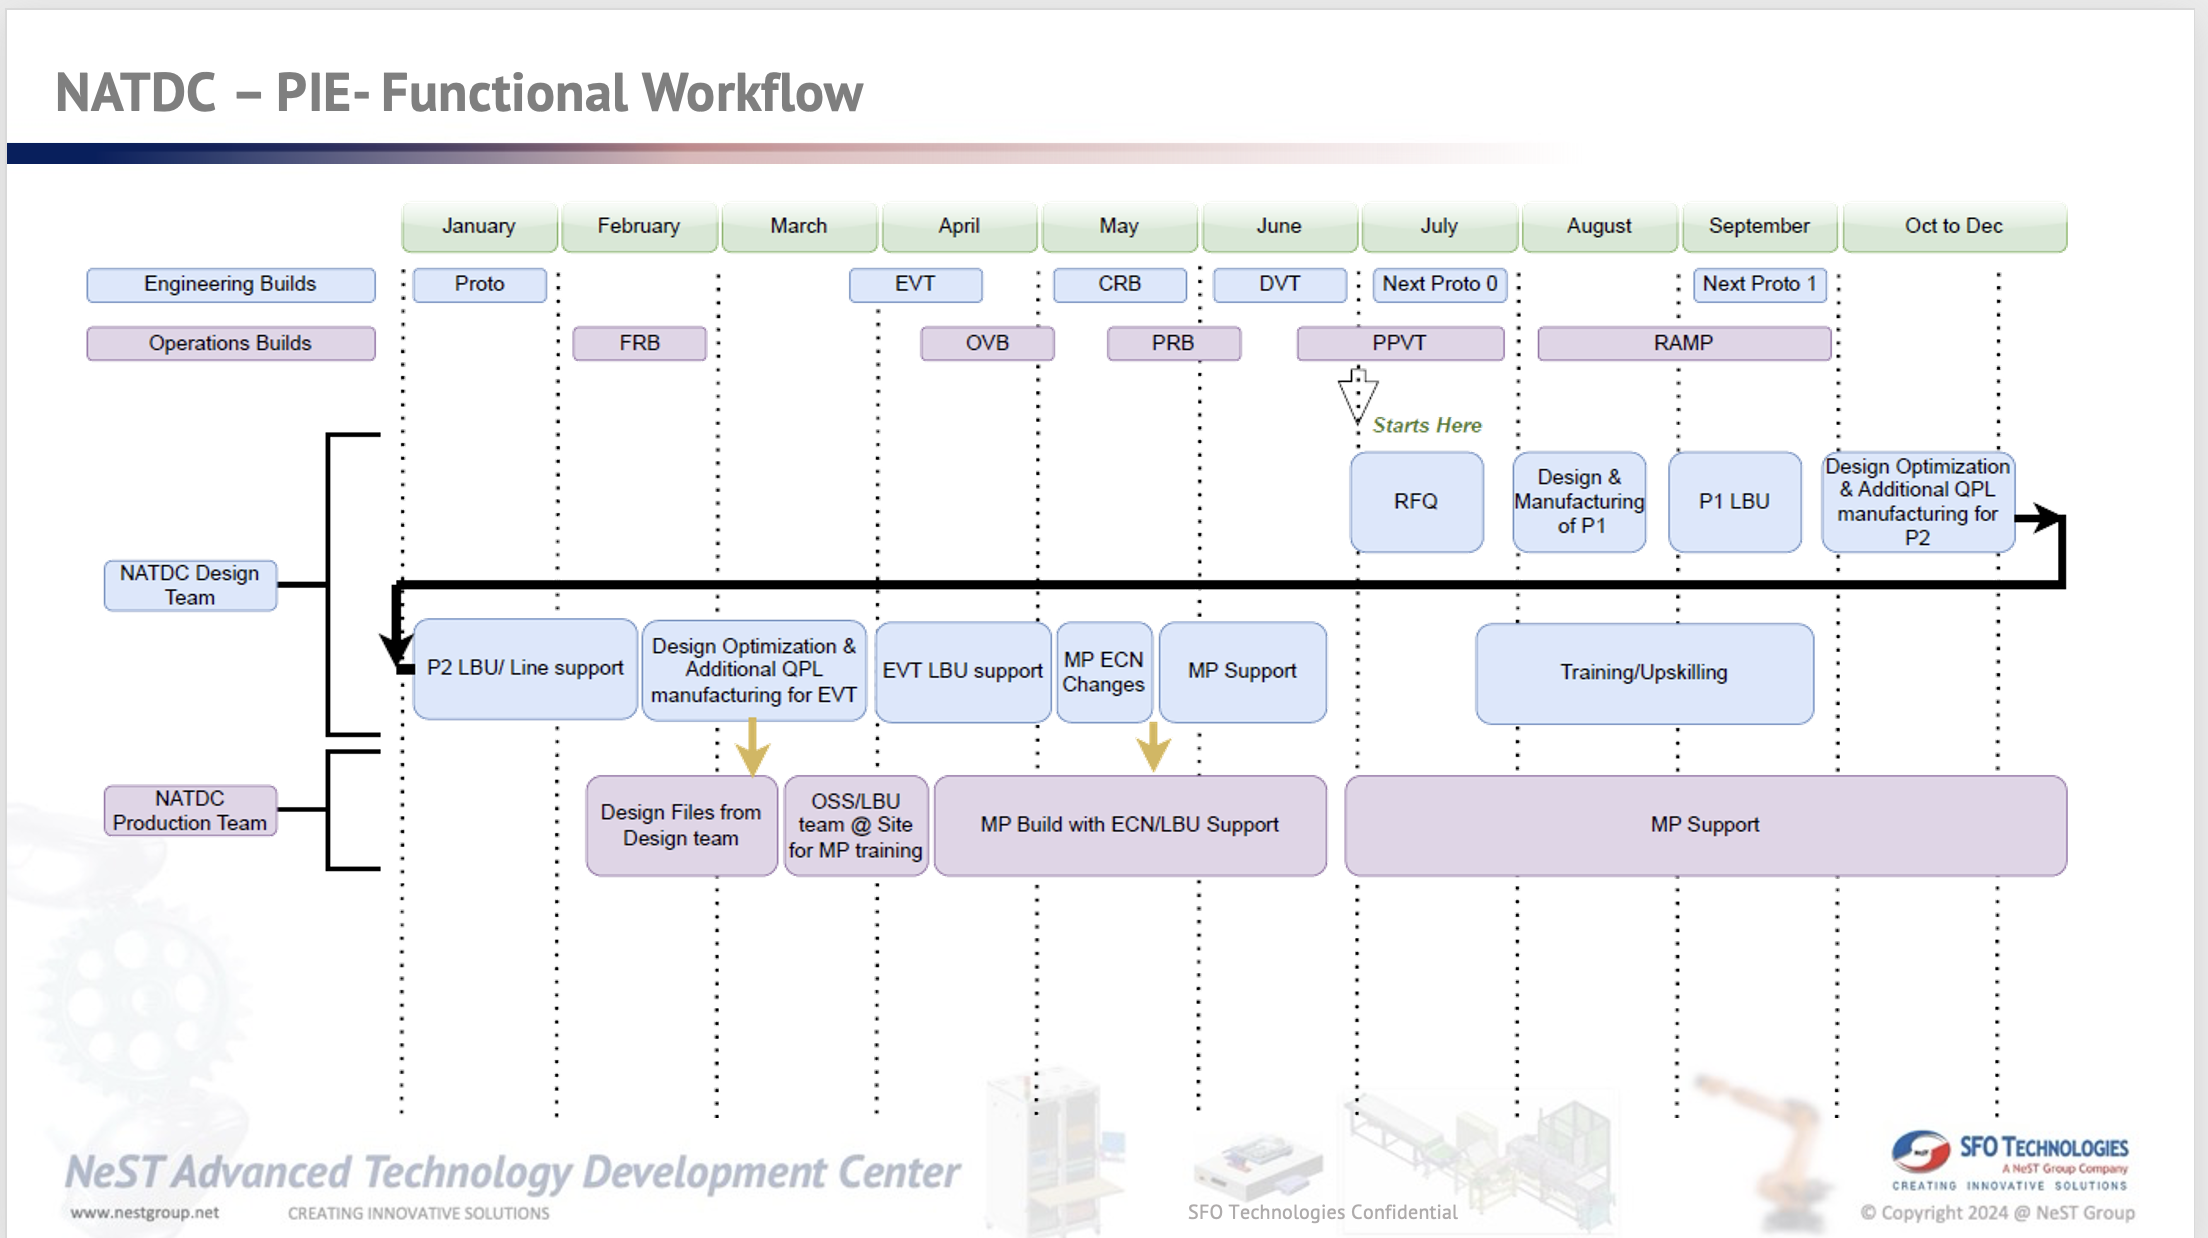 NATDC – PIE- Functional Workflow
January
February
March
April
May
June
July
August
September
Oct to Dec
Engineering Builds
Proto
EVT
CRB
DVT
Next Proto 0
Next Proto 1
Operations Builds
FRB
OVB
PRB
PPVT
RAMP
Starts Here
RFQ
Design &
Manufacturing
of P1
P1 LBU
Design Optimization
& Additional QPL
manufacturing for
P2
NATDC Design
Team
P2 LBU/ Line support
Design Optimization &
Additional QPL
manufacturing for EVT
EVT LBU support
MP ECN
Changes
MP Support
Training/Upskilling
NATDC
Production Team
Design Files from
Design team
OSS/LBU
team @ Site
for MP training
MP Build with ECN/LBU Support
MP Support
NeST Advanced Technology Development Center
www.nestgroup.net
CREATING INNOVATIVE SOLUTIONS
SFO Technologies Confidential
NeST
SFO TECHNOLOGIES
A NeST Group Company
CREATING INNOVATIVE SOLUTIONS
© Copyright 2024 @ NeST Group